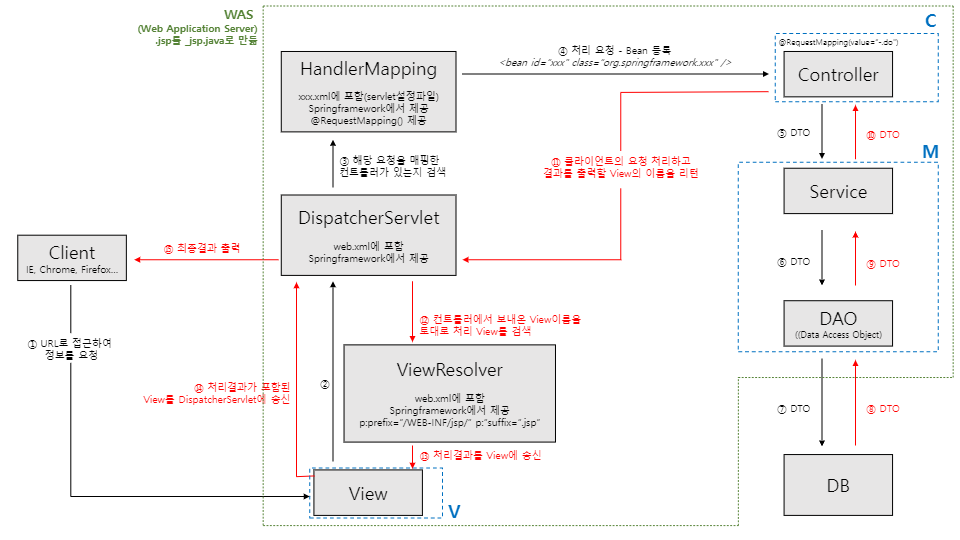 WAS
(Web Application Server)
.jsp를 _jsp.java로 만듦
C
@RequestMapping(value="-.do")
Controller
④ 처리 요청 - Bean 등록
<bean id="xxx" class="org.springframework.xxx" />
HandlerMapping
xxx.xml에 포함(servlet설정파일)
Springframework에서 제공
@RequestMapping() 제공
⑤ DTO
⑩ DTO
③ 해당 요청을 매핑한
컨트롤러가 있는지 검색
⑪ 클라이언트의 요청 처리하고
결과를 출력할 View의 이름을 리턴
M
Service
DispatcherServlet
web.xml에 포함
Springframework에서 제공
Client
IE, Chrome, Firefox...
⑮ 최종결과 출력
⑥ DTO
⑨ DTO
DAO
((Data Access Object)
⑫ 컨트롤러에서 보내온 View이름을
토대로 처리 View를 검색
① URL로 접근하여
정보를 요청
ViewResolver
web.xml에 포함
Springframework에서 제공
p:prefix="/WEB-INF/jsp/" p:"suffix=".jsp"
⑭ 처리결과가 포함된
View를 DispatcherServlet에 송신
②
⑦ DTO
⑧ DTO
⑬ 처리결과를 View에 송신
View
V
DB